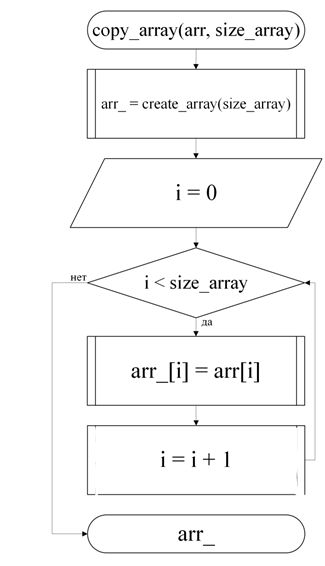 copy_array(arr, size_array)
arr_ = create_array(size_array)
i = 0
i < size_array
нет
да
arr_[i] = arr[i]
i = i + 1
arr_